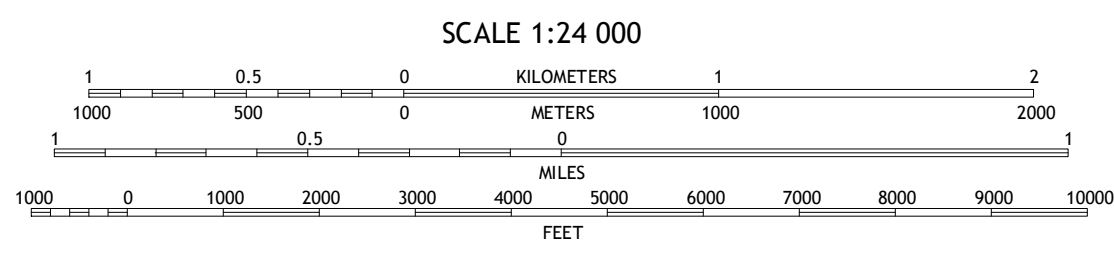 SCALE 1:24 000
1 0.5 0 KILOMETERS 1 2
1000 500 0 METERS 1000 2000
1 0.5 0 1
MILES
1000 0 1000 2000 3000 4000 5000 6000 7000 8000 9000 10000
FEET